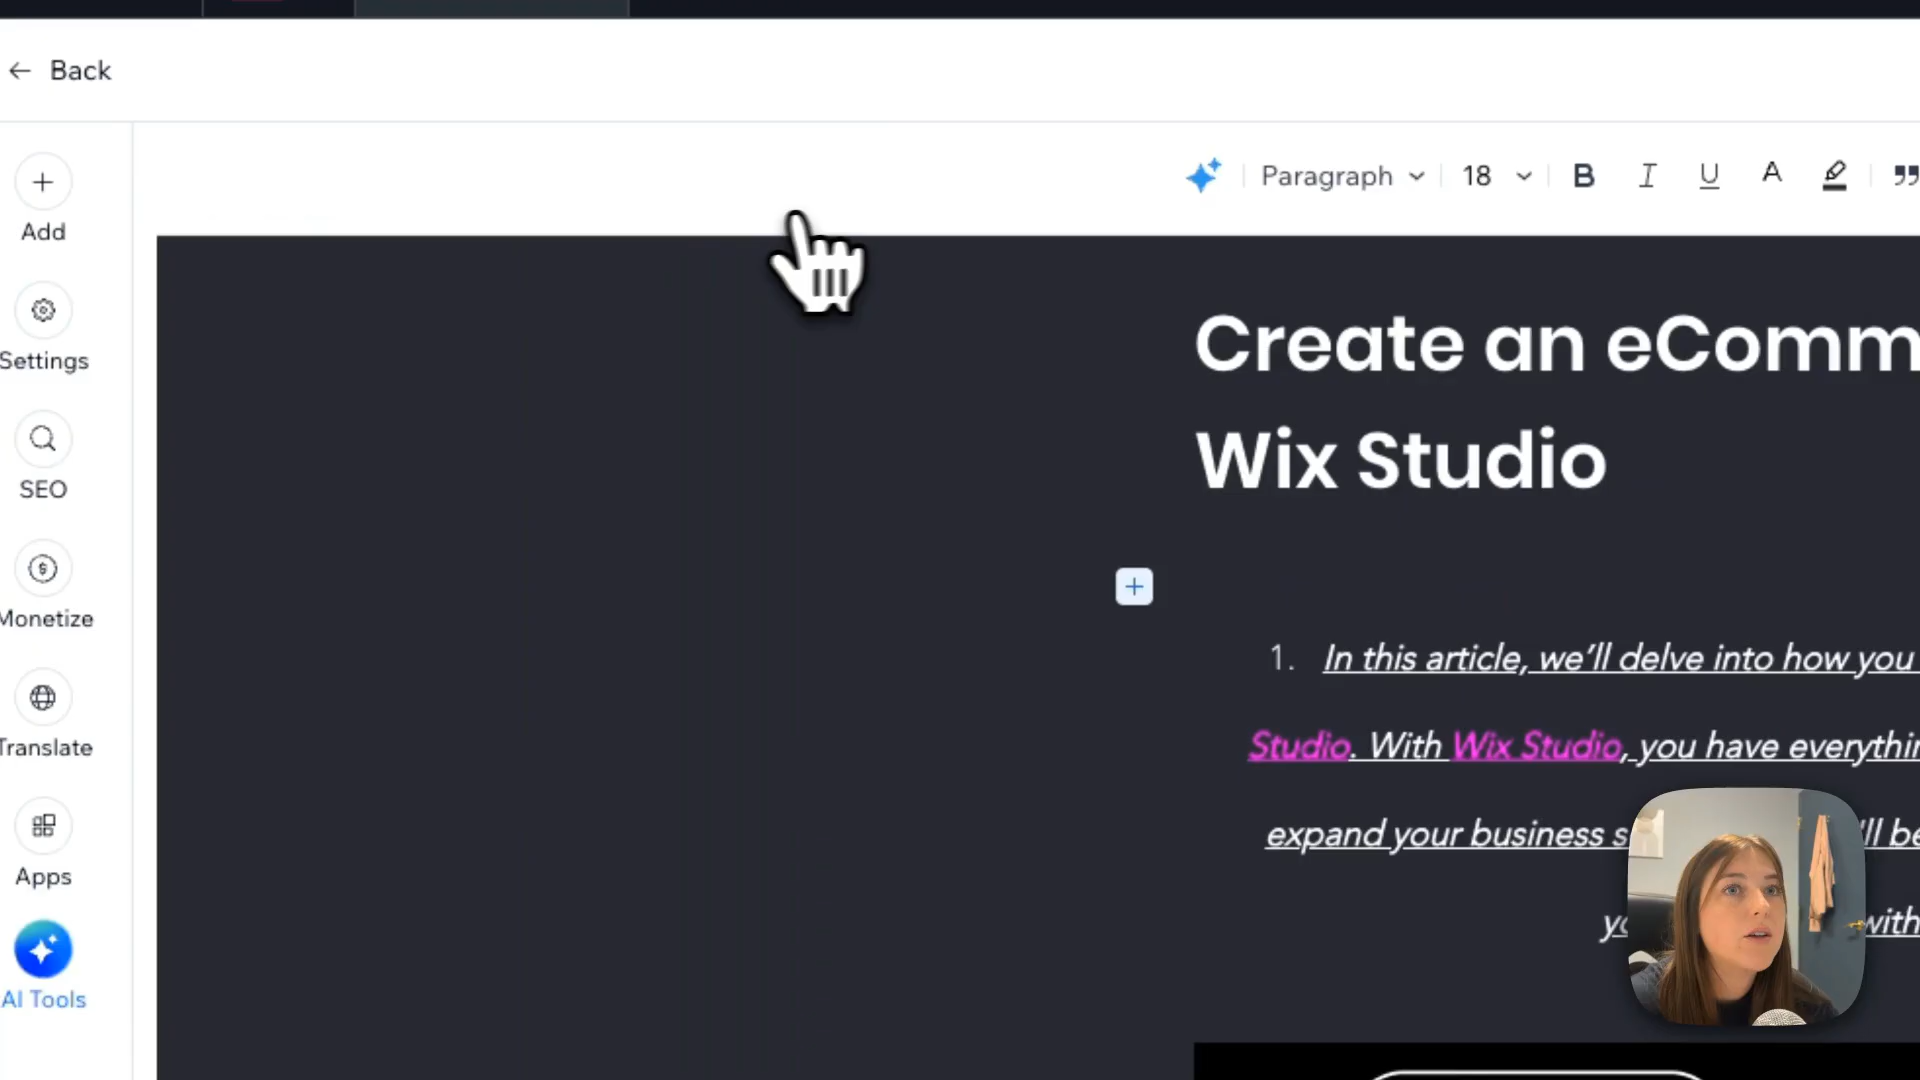 Back
Add
Settings
SEO
Monetize
Translate
Apps
AI Tools
Paragraph 18 B I U A
Create an eComm
Wix Studio
1. In this article, we'll delve into how you
Studio. With Wix Studio, you have everythin
expand your business s 'll be
with